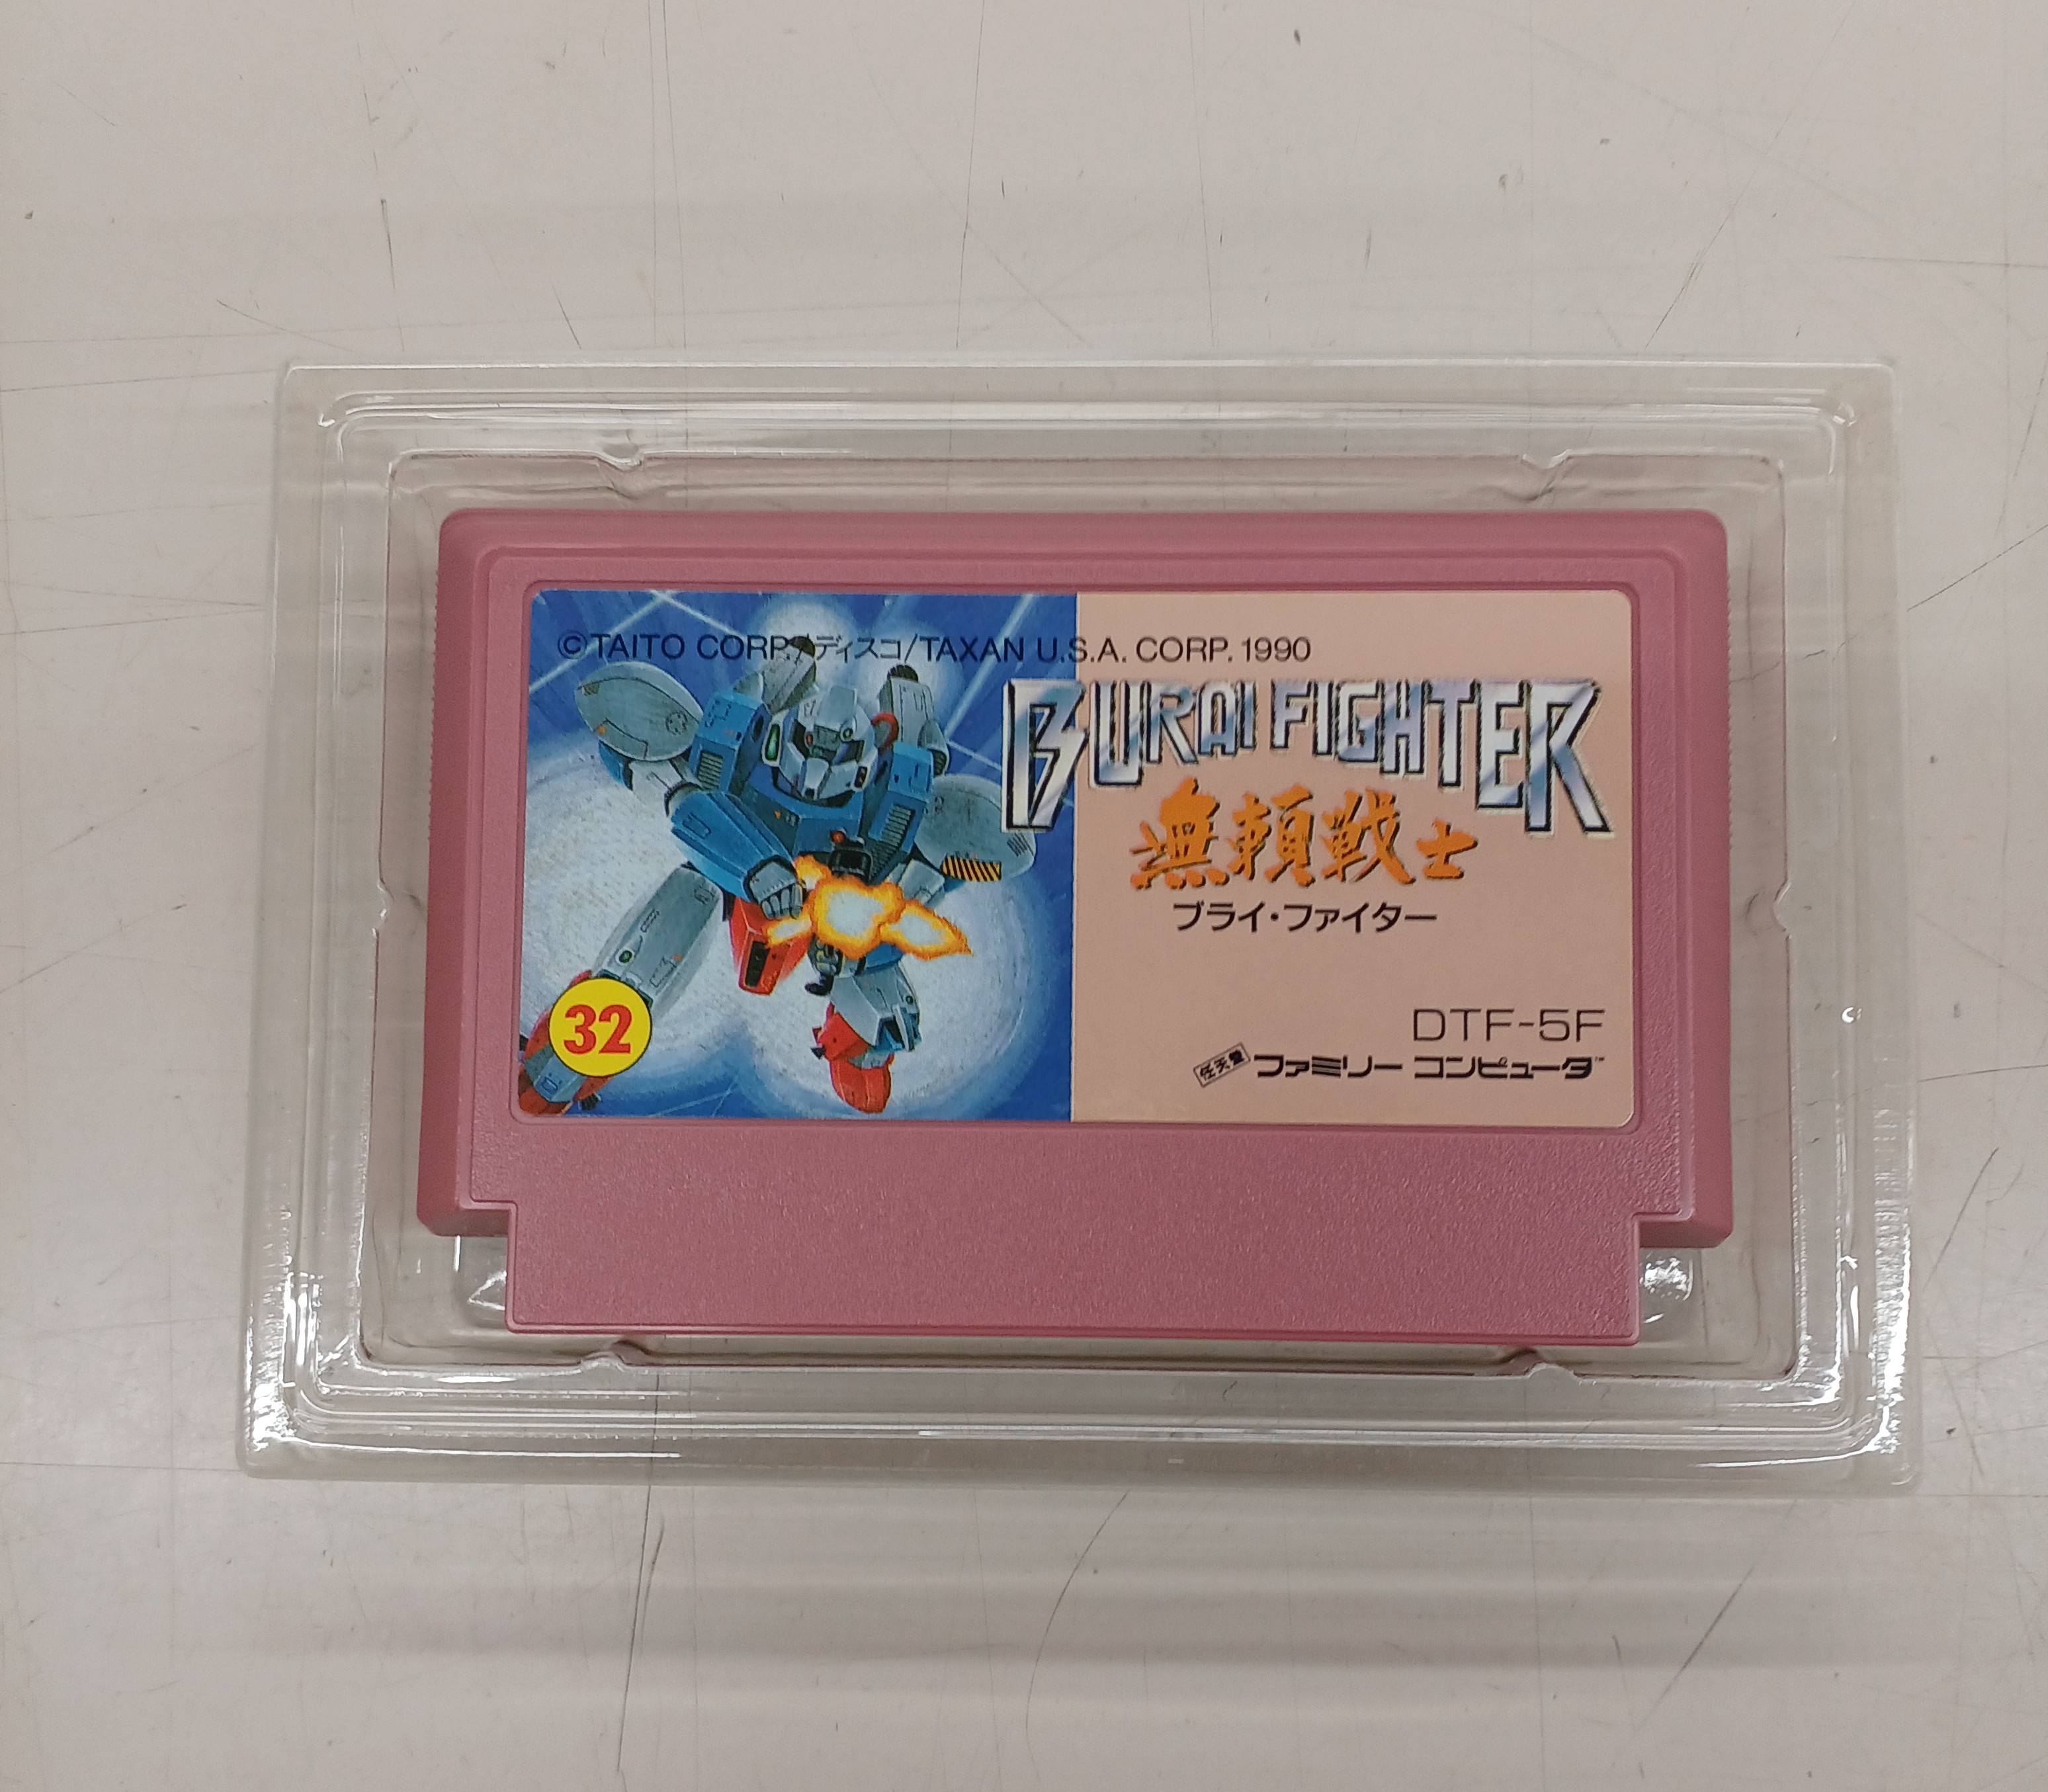 ©TAITO CORP./ディスコ/TAXAN U.S.A. CORP. 1990
BURAI FIGHTER
無頼戦士
ブライ・ファイター
32
DTF-5F
任天堂 ファミリー コンピュータ™